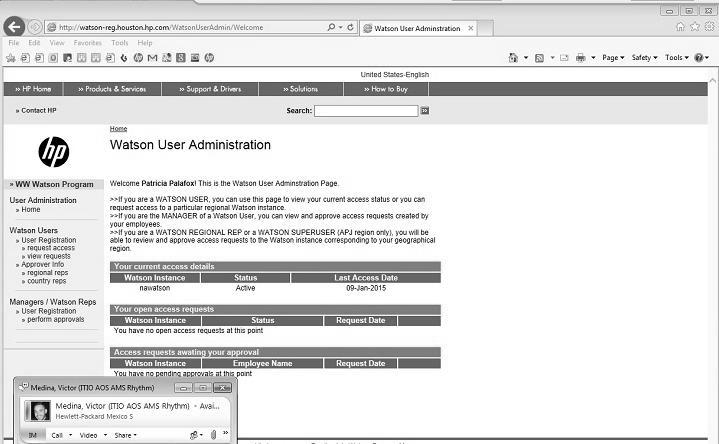 http://watson-reg.houston.hp.com/WatsonUserAdmin/Welcome
Watson User Administration
File Edit View Favorites Tools Help
Page Safety Tools
United States-English
» HP Home » Products & Services » Support & Drivers » Solutions » How to Buy
» Contact HP Search:
Home
hp
Watson User Administration
» WW Watson Program
Welcome Patricia Palafox! This is the Watson User Adminstration Page.
User Administration
» Home
>>If you are a WATSON USER, you can use this page to view your current access status or you can
request access to a particular regional Watson instance.
>>If you are the MANAGER of a Watson User, you can view and approve access requests created by
your employees.
>>If you are a WATSON REGIONAL REP or a WATSON SUPERUSER (APJ region only), you will be
able to review and approve access requests to the Watson instance corresponding to your geographical
region.
Watson Users
» User Registration
» request access
» view requests
» Approver Info
» regional reps
» country reps
Managers / Watson Reps
» User Registration
» perform approvals
Your current access details
Watson Instance Status Last Access Date
nawatson Active 09-Jan-2015
Your open access requests
Watson Instance Status Request Date
You have no open access requests at this point
Access requests awating your approval
Watson Instance Employee Name Request Date
You have no pending approvals at this point
Medina, Victor (ITIO AOS AMS Rhythm)
Medina, Victor (ITIO AOS AMS Rhythm) - Avai...
Hewlett-Packard Mexico S
IM Call Video Share